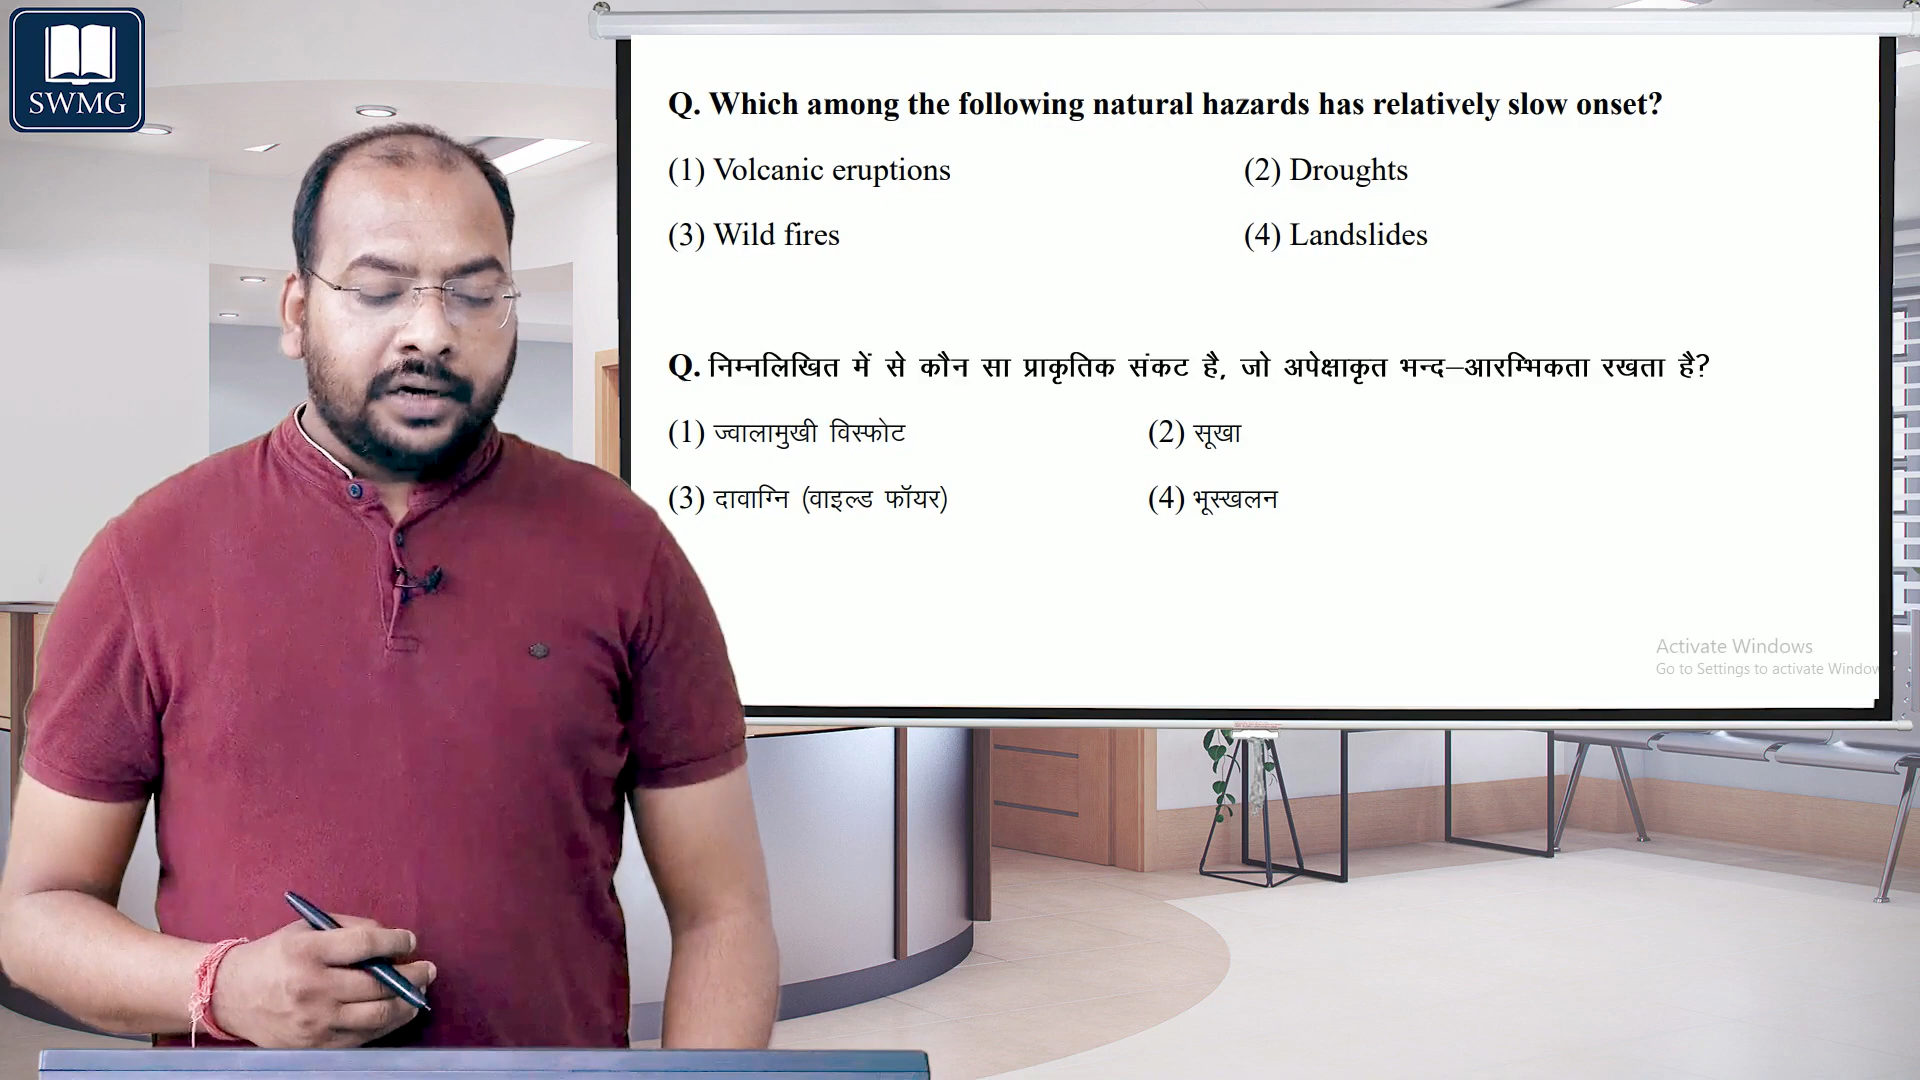 SWMG
Q. Which among the following natural hazards has relatively slow onset?
(1) Volcanic eruptions (2) Droughts
(3) Wild fires (4) Landslides
Q. निम्नलिखित में से कौन सा प्राकृतिक संकट है, जो अपेक्षाकृत भन्द–आरम्भिकता रखता है?
(1) ज्वालामुखी विस्फोट (2) सूखा
(3) दावाग्नि (वाइल्ड फॉयर) (4) भूस्खलन
Activate Windows
Go to Settings to activate Window